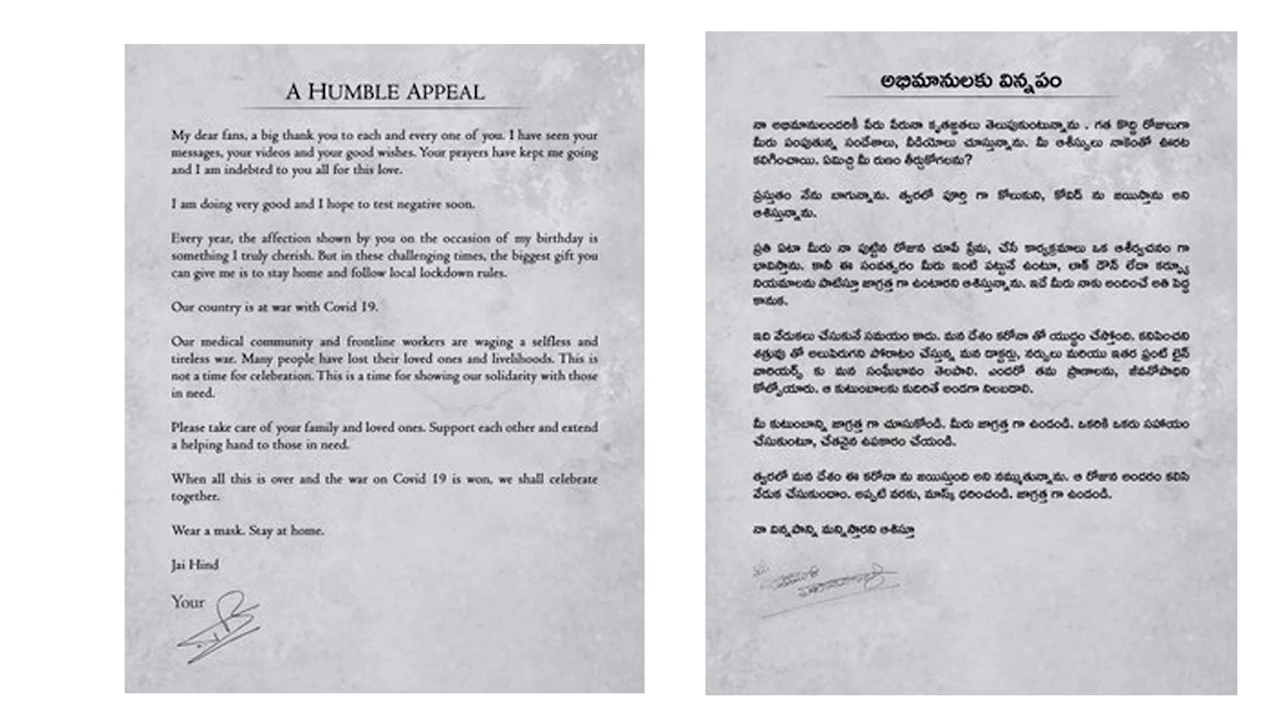 A HUMBLE APPEAL
My dear fans, a big thank you to each and every one of you. I have seen your
messages, your videos and your good wishes. Your prayers have kept me going
and I am indebted to you all for this love.
I am doing very good and I hope to test negative soon.
Every year, the affection shown by you on the occasion of my birthday is
something I truly cherish. But in these challenging times, the biggest gift you
can give me is to stay home and follow local lockdown rules.
Our country is at war with Covid 19.
Our medical community and frontline workers are waging a selfless and
tireless war. Many people have lost their loved ones and livelihoods. This is
not a time for celebration. This is a time for showing our solidarity with those
in need.
Please take care of your family and loved ones. Support each other and extend
a helping hand to those in need.
When all this is over and the war on Covid 19 is won, we shall celebrate
together.
Wear a mask. Stay at home.
Jai Hind
Your
అభిమానులకు విన్నపం
నా అభిమానులందరికీ పేరు పేరునా కృతజ్ఞతలు తెలుపుకుంటున్నాను . గత కొద్ది రోజులుగా
మీరు పంపుతున్న సందేశాలు, వీడియోలు చూస్తున్నాను. మీ ఆశీస్సులు నాకెంతో ఊరట
కలిగించాయి. ఏమిచ్చి మీ రుణం తీర్చుకోగలను?
ప్రస్తుతం నేను బాగున్నాను. త్వరలో పూర్తి గా కోలుకుని, కోవిడ్ ను జయిస్తాను అని
ఆశిస్తున్నాను.
ప్రతి ఏటా మీరు నా పుట్టిన రోజున చూపే ప్రేమ, చేసే కార్యక్రమాలు ఒక ఆశీర్వచనం గా
భావిస్తాను. కానీ ఈ సంవత్సరం మీరు ఇంటి పట్టునే ఉంటూ, లాక్ డౌన్ లేదా కర్ఫ్యూ
నియమాలను పాటిస్తూ జాగ్రత్త గా ఉంటారని ఆశిస్తున్నాను. ఇదే మీరు నాకు అందించే అతి పెద్ద
కానుక.
ఇది వేడుకలు చేసుకునే సమయం కాదు. మన దేశం కరోనా తో యుద్ధం చేస్తోంది. కనిపించని
శత్రువు తో అలుపెరుగని పోరాటం చేస్తున్న మన డాక్టర్లు, నర్సులు మరియు ఇతర ఫ్రంట్ లైన్
వారియర్స్ కు మన సంఘీభావం తెలపాలి. ఎందరో తమ ప్రాణాలను, జీవనోపాధిని
కోల్పోయారు. ఆ కుటుంబాలకు కుదిరితే అండగా నిలబడాలి.
మీ కుటుంబాన్ని జాగ్రత్త గా చూసుకోండి. మీరు జాగ్రత్త గా ఉండండి. ఒకరికి ఒకరు సహాయం
చేసుకుంటూ, చేతనైన ఉపకారం చేయండి.
త్వరలో మన దేశం ఈ కరోనా ను జయిస్తుంది అని నమ్ముతున్నాను. ఆ రోజున అందరం కలిసి
వేడుక చేసుకుందాం. అప్పటి వరకు, మాస్క్ ధరించండి. జాగ్రత్త గా ఉండండి.
నా విన్నపాన్ని మన్నిస్తారని ఆశిస్తూ